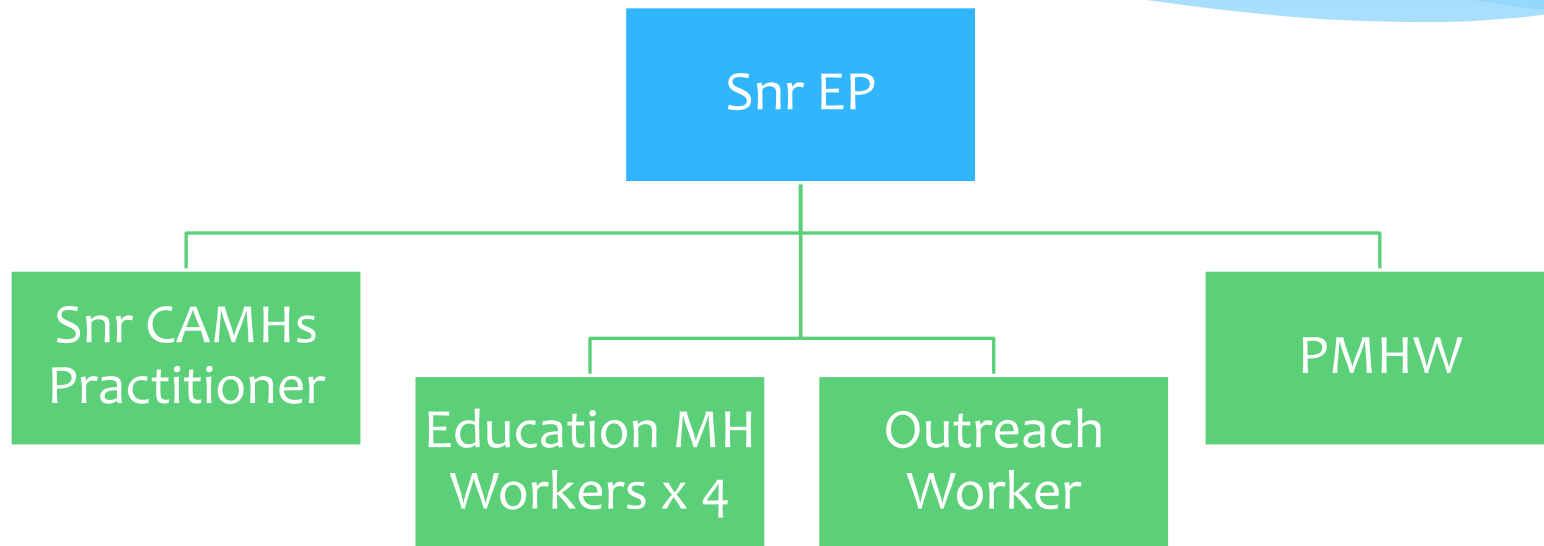 Snr EP
Snr CAMHs
Practitioner
Education MH
Workers x 4
Outreach
Worker
PMHW